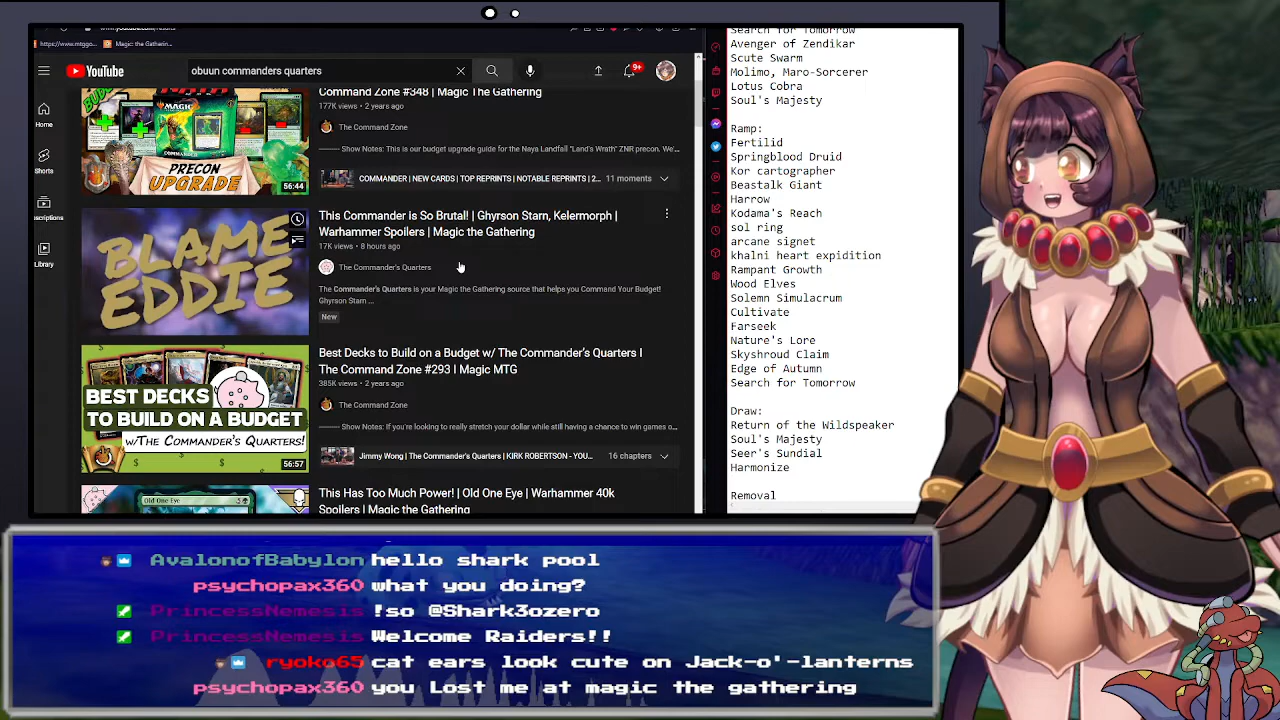 https://www.mtggo...
Magic: the Gatherin...
YouTube
obuun commanders quarters
9+
Home
Shorts
scriptions
Library
MAGIC
PRECON
UPGRADE
56:44
Command Zone #348 | Magic The Gathering
177K views • 2 years ago
The Command Zone
Show Notes: This is our budget upgrade guide for the Naya Landfall "Land's Wrath" ZNR precon. We'...
COMMANDER | NEW CARDS | TOP REPRINTS | NOTABLE REPRINTS | 2...
11 moments
BLAME
EDDIE
This Commander is So Brutal! | Ghyrson Starn, Kelermorph |
Warhammer Spoilers | Magic the Gathering
17K views • 8 hours ago
The Commander's Quarters
The Commander's Quarters is your Magic the Gathering source that helps you Command Your Budget!
Ghyrson Starn ...
New
BEST DECKS
TO BUILD ON A BUDGET
W/THE COMMANDER'S QUARTERS!
56:57
Best Decks to Build on a Budget w/ The Commander's Quarters I
The Command Zone #293 I Magic MTG
385K views • 2 years ago
The Command Zone
Show Notes: If you're looking to really stretch your dollar while still having a chance to win games o...
Jimmy Wong | The Commander's Quarters | KIRK ROBERTSON - YOU...
16 chapters
Old One Eye
This Has Too Much Power! | Old One Eye | Warhammer 40k
Spoilers | Magic the Gathering
Search for Tomorrow
Avenger of Zendikar
Scute Swarm
Molimo, Maro-Sorcerer
Lotus Cobra
Soul's Majesty
Ramp:
Fertilid
Springblood Druid
Kor cartographer
Beastalk Giant
Harrow
Kodama's Reach
sol ring
arcane signet
khalni heart expidition
Rampant Growth
Wood Elves
Solemn Simulacrum
Cultivate
Farseek
Nature's Lore
Skyshroud Claim
Edge of Autumn
Search for Tomorrow
Draw:
Return of the Wildspeaker
Soul's Majesty
Seer's Sundial
Harmonize
Removal
AvalonofBabylon hello shark pool
psychopax360 what you doing?
PrincessNemesis !so @Shark3ozero
PrincessNemesis Welcome Raiders!!
ryoko65 cat ears look cute on Jack-o'-lanterns
psychopax360 you Lost me at magic the gathering